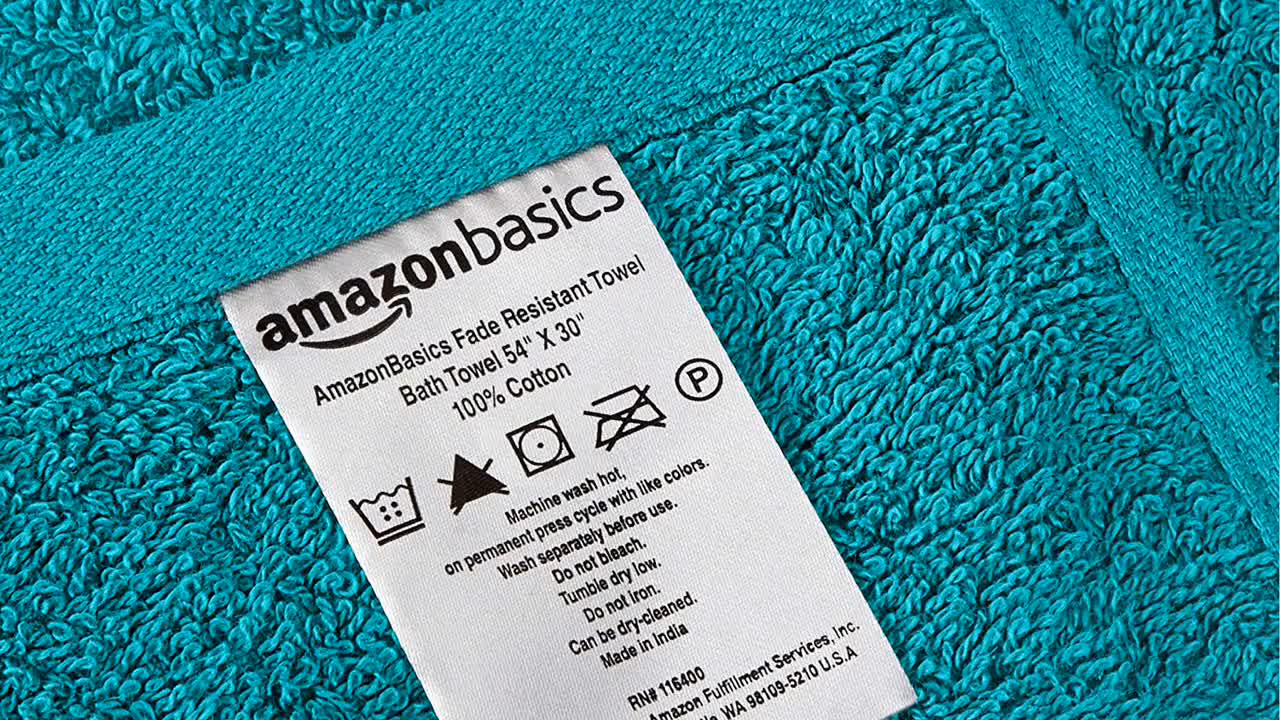 amazonbasics
AmazonBasics Fade Resistant Towel
Bath Towel 54" X 30"
100% Cotton
P
Machine wash hot,
on permanent press cycle with like colors.
Wash separately before use.
Do not bleach.
Tumble dry low.
Do not iron.
Can be dry-cleaned.
Made in India
RN# 116400
Amazon Fulfillment Services, Inc.
WA 98109-5210 U.S.A